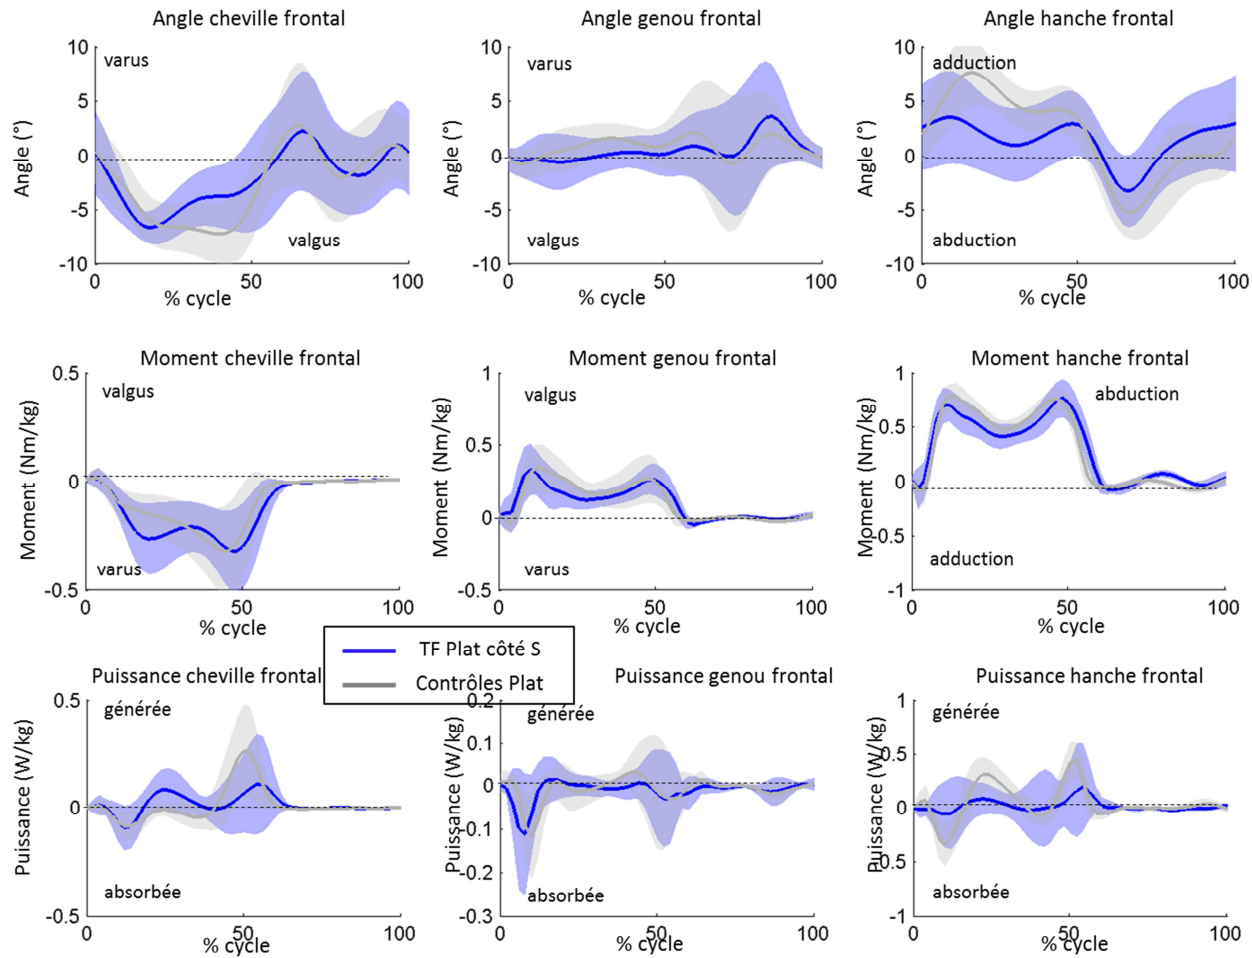 Angle cheville frontal
Angle genou frontal
Angle hanche frontal
10
5
0
-5
-10
Angle (°)
varus
valgus
0
50
100
% cycle
10
5
0
-5
-10
Angle (°)
varus
valgus
0
50
100
% cycle
10
5
0
-5
-10
Angle (°)
adduction
abduction
0
50
100
% cycle
Moment cheville frontal
Moment genou frontal
Moment hanche frontal
0.5
0
-0.5
Moment (Nm/kg)
valgus
varus
0
50
100
% cycle
1
0.5
0
-0.5
Moment (Nm/kg)
valgus
varus
0
50
100
% cycle
1
0.5
0
-0.5
-1
Moment (Nm/kg)
abduction
adduction
0
50
100
% cycle
TF Plat côté S
Contrôles Plat
Puissance cheville frontal
Puissance genou frontal
Puissance hanche frontal
0.5
0
-0.5
Puissance (W/kg)
générée
absorbée
0
50
100
% cycle
0.2
0.1
0
-0.1
-0.2
-0.3
Puissance (W/kg)
générée
absorbée
0
50
100
% cycle
1
0.5
0
-0.5
-1
Puissance (W/kg)
générée
absorbée
0
50
100
% cycle